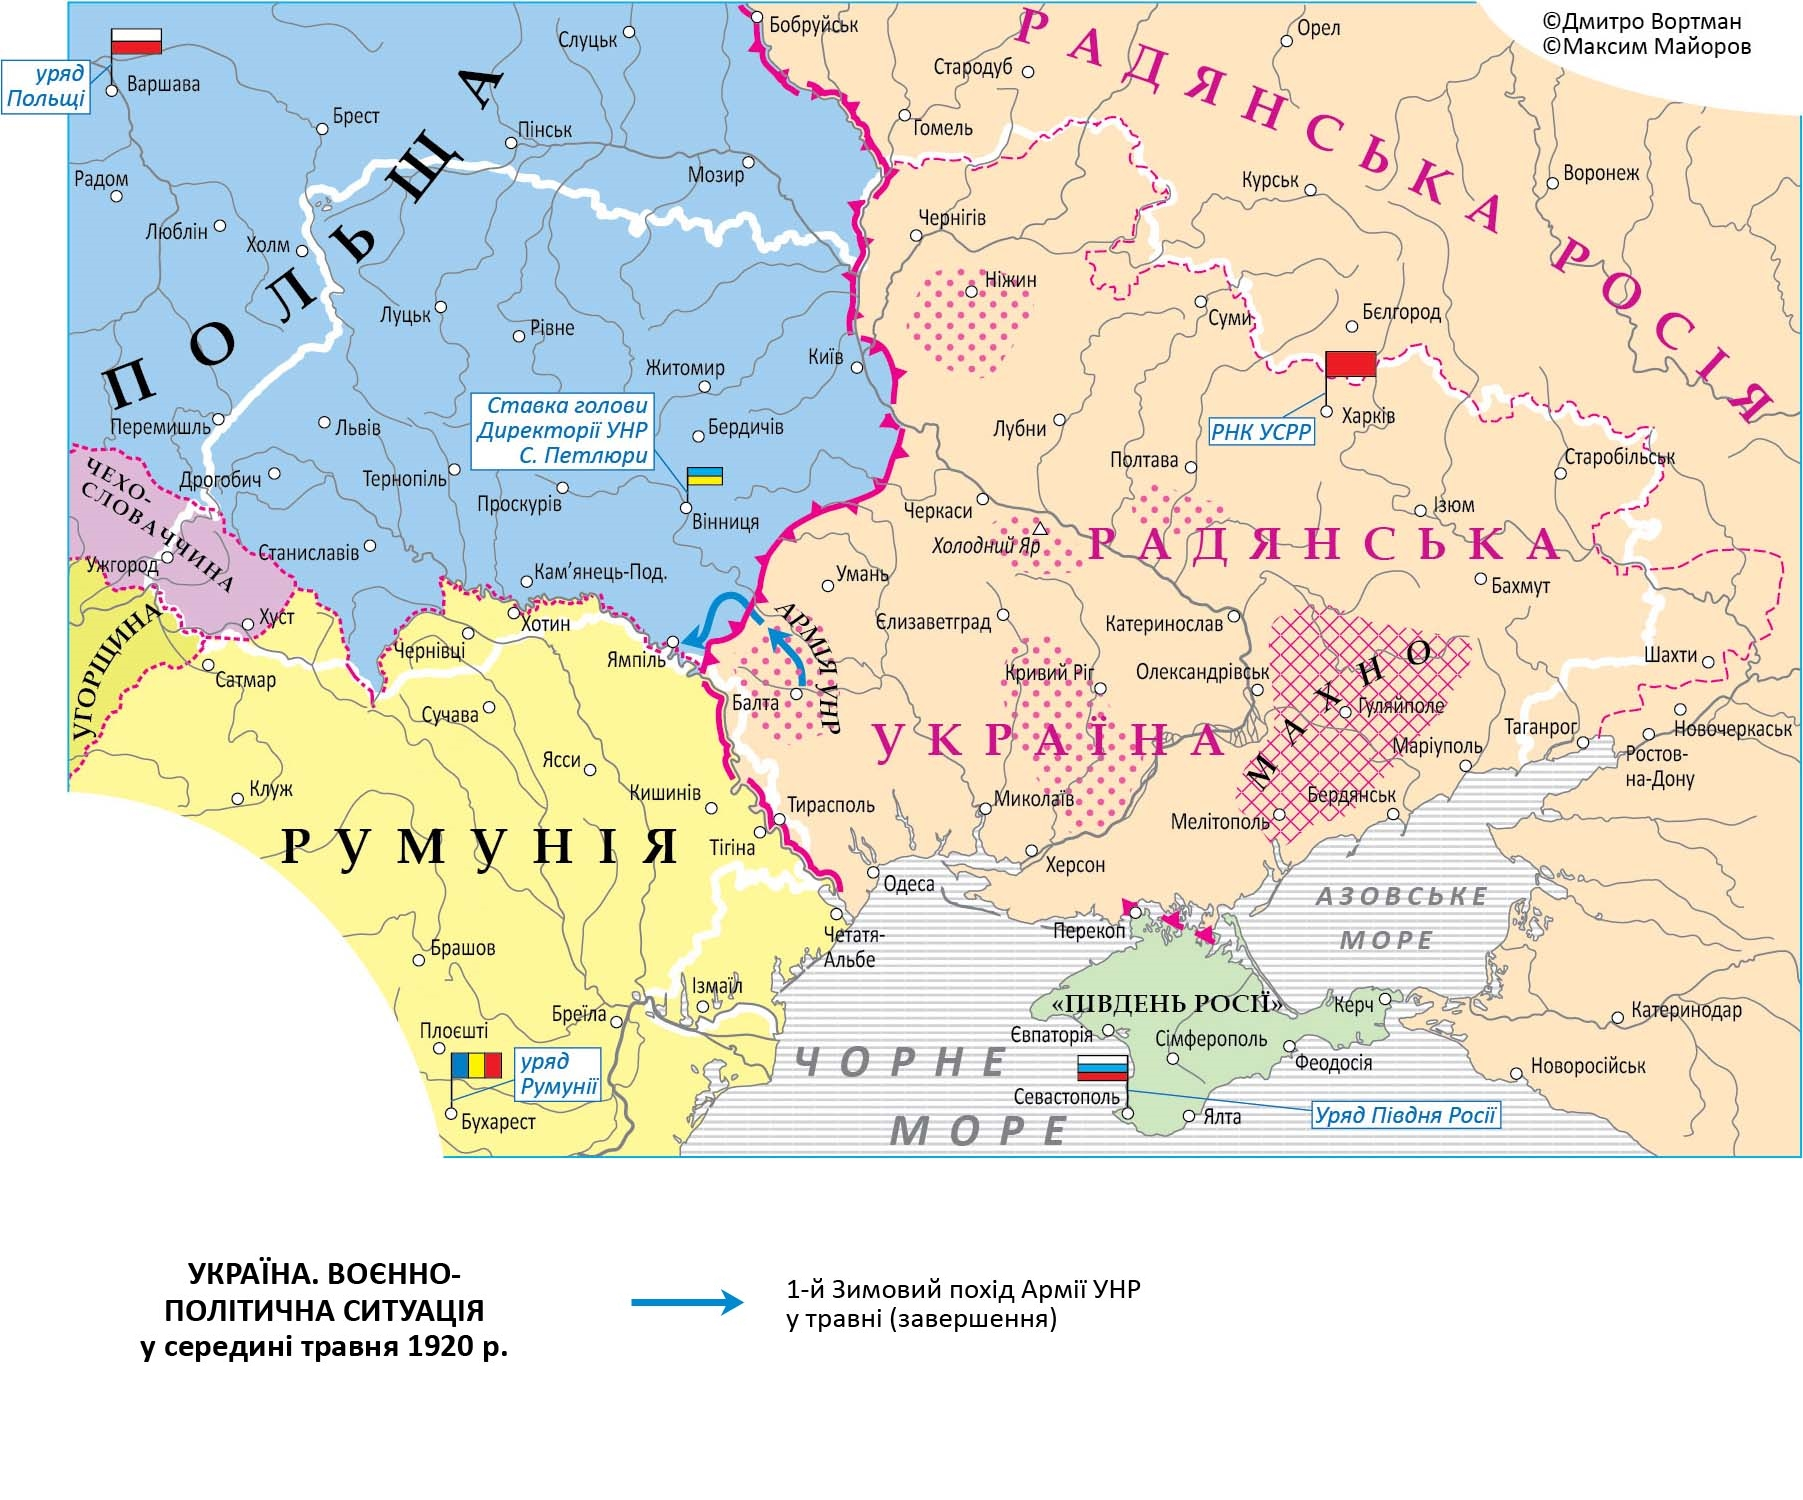 ©Дмитро Вортман
©Максим Майоров
Бобруйськ
Слуцьк
Орел
РАДЯНСЬКА РОСІЯ
Стародуб
уряд
Польщі
Варшава
Брест
Пінськ
Гомель
ПОЛЬЩА
Мозир
Радом
Курськ
Воронеж
Люблін
Холм
Чернігів
Ніжин
Луцьк
Рівне
Суми
Бєлгород
Житомир
Київ
Ставка голови
Директорії УНР
С. Петлюри
Перемишль
Львів
Бердичів
Лубни
РНК УСРР
Харків
Полтава
Старобільськ
ЧЕХО-
СЛОВАЧЧИНА
Дрогобич
Тернопіль
Проскурів
Вінниця
Черкаси
Ізюм
Холодний Яр
РАДЯНСЬКА
Станиславів
Ужгород
Кам’янець-Под.
Умань
Бахмут
УГОРЩИНА
Хуст
Хотин
АРМІЯ УНР
Єлизаветград
Катеринослав
Чернівці
Ямпіль
Кривий Ріг
Олександрівськ
МАХНО
Шахти
Сатмар
Балта
Гуляйполе
Сучава
УКРАЇНА
Маріуполь
Таганрог
Новочеркаськ
Ростов-
на-Дону
Ясси
Клуж
Кишинів
Тирасполь
Миколаїв
Бердянськ
Мелітополь
РУМУНІЯ
Тігіна
Херсон
Одеса
АЗОВСЬКЕ
МОРЕ
Перекоп
Четатя-
Альбе
Брашов
Ізмаїл
«ПІВДЕНЬ РОСІЇ»
Керч
Бреїла
Катеринодар
Плоєшті
Євпаторія
Сімферополь
Феодосія
ЧОРНЕ
МОРЕ
уряд
Румунії
Новоросійськ
Севастополь
Бухарест
Ялта
Уряд Півдня Росії
УКРАЇНА. ВОЄННО-
ПОЛІТИЧНА СИТУАЦІЯ
у середині травня 1920 р.
1-й Зимовий похід Армії УНР
у травні (завершення)